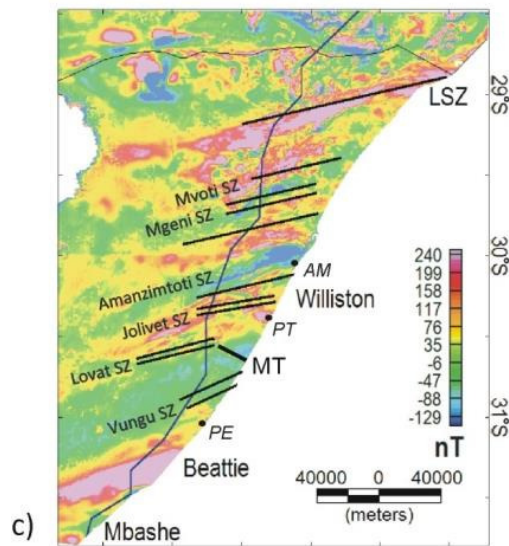 29°S
LSZ
Mvoti SZ
Mgeni SZ
30°S
AM
Amanzimtoti SZ
Williston
Jolivet SZ
PT
Lovat SZ
MT
Vungu SZ
31°S
PE
Beattie
Mbashe
240
199
158
117
76
35
-6
-47
-88
-129
nT
40000 0 40000
(meters)
c)